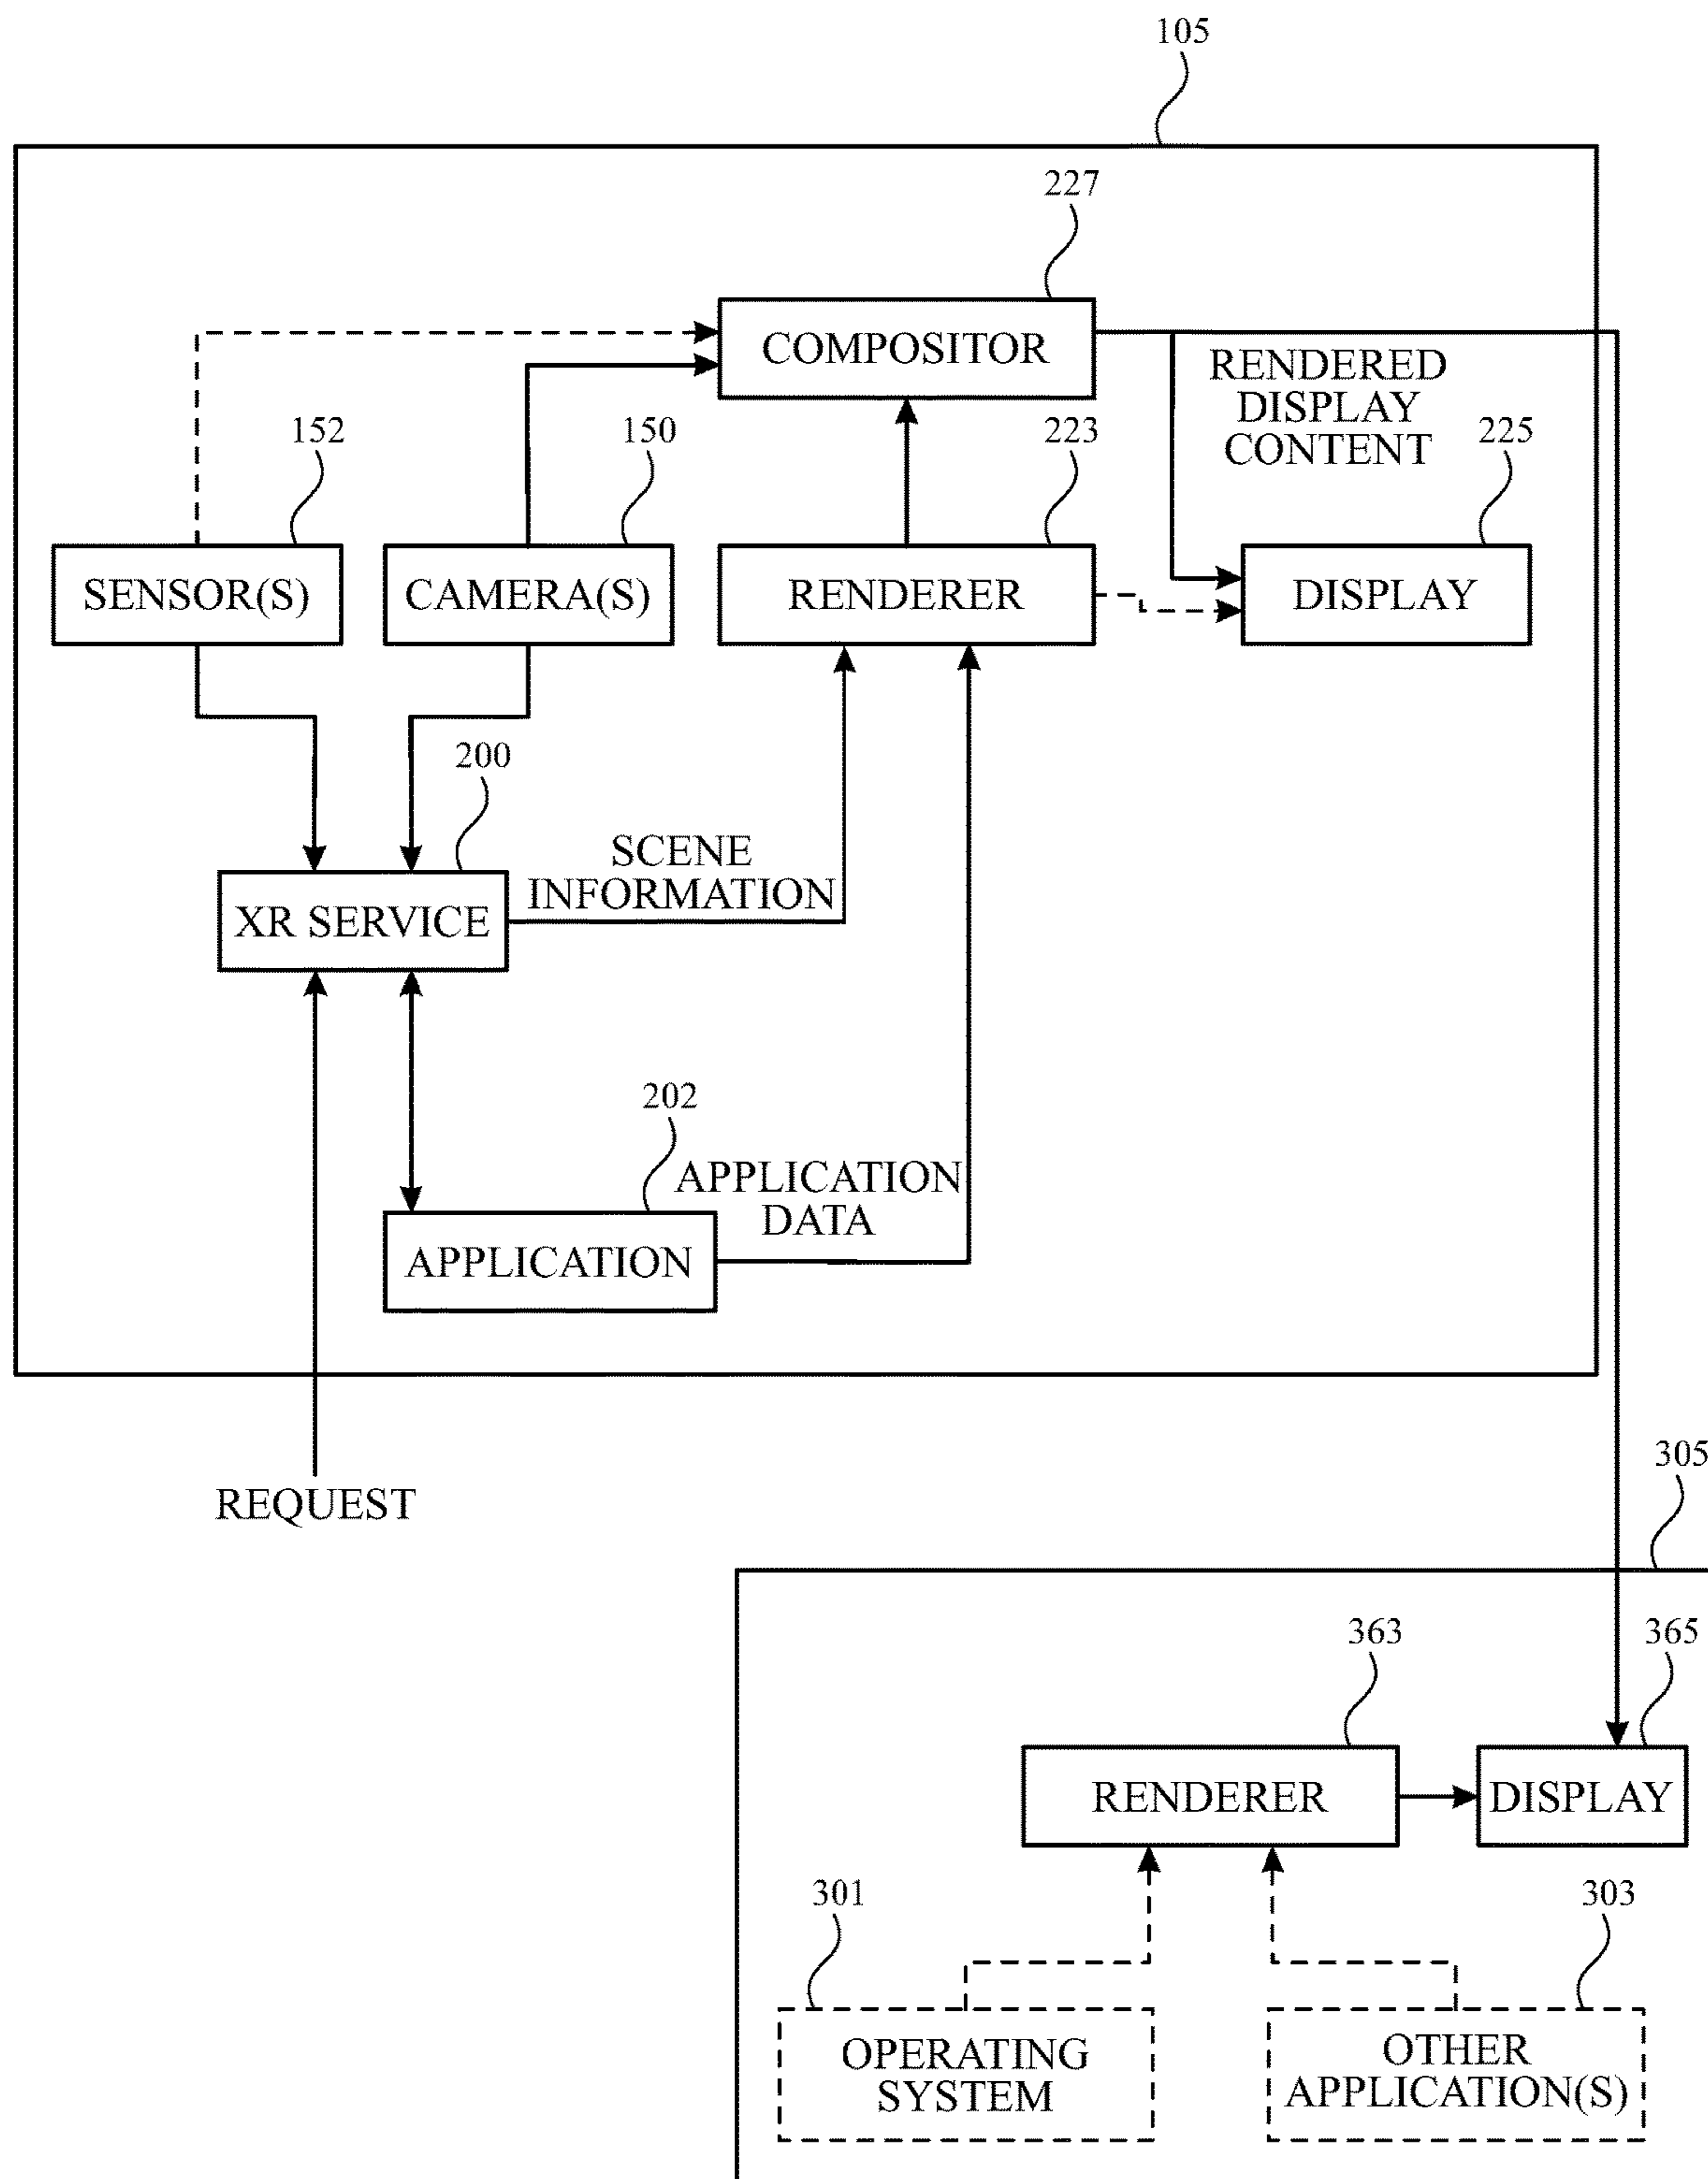 105
227
COMPOSITOR
RENDERED
DISPLAY
CONTENT
152
150
223
225
SENSOR(S)
CAMERA(S)
RENDERER
DISPLAY
200
SCENE
INFORMATION
XR SERVICE
202
APPLICATION
DATA
APPLICATION
REQUEST
305
363
365
RENDERER
DISPLAY
301
303
OPERATING
SYSTEM
OTHER
APPLICATION(S)